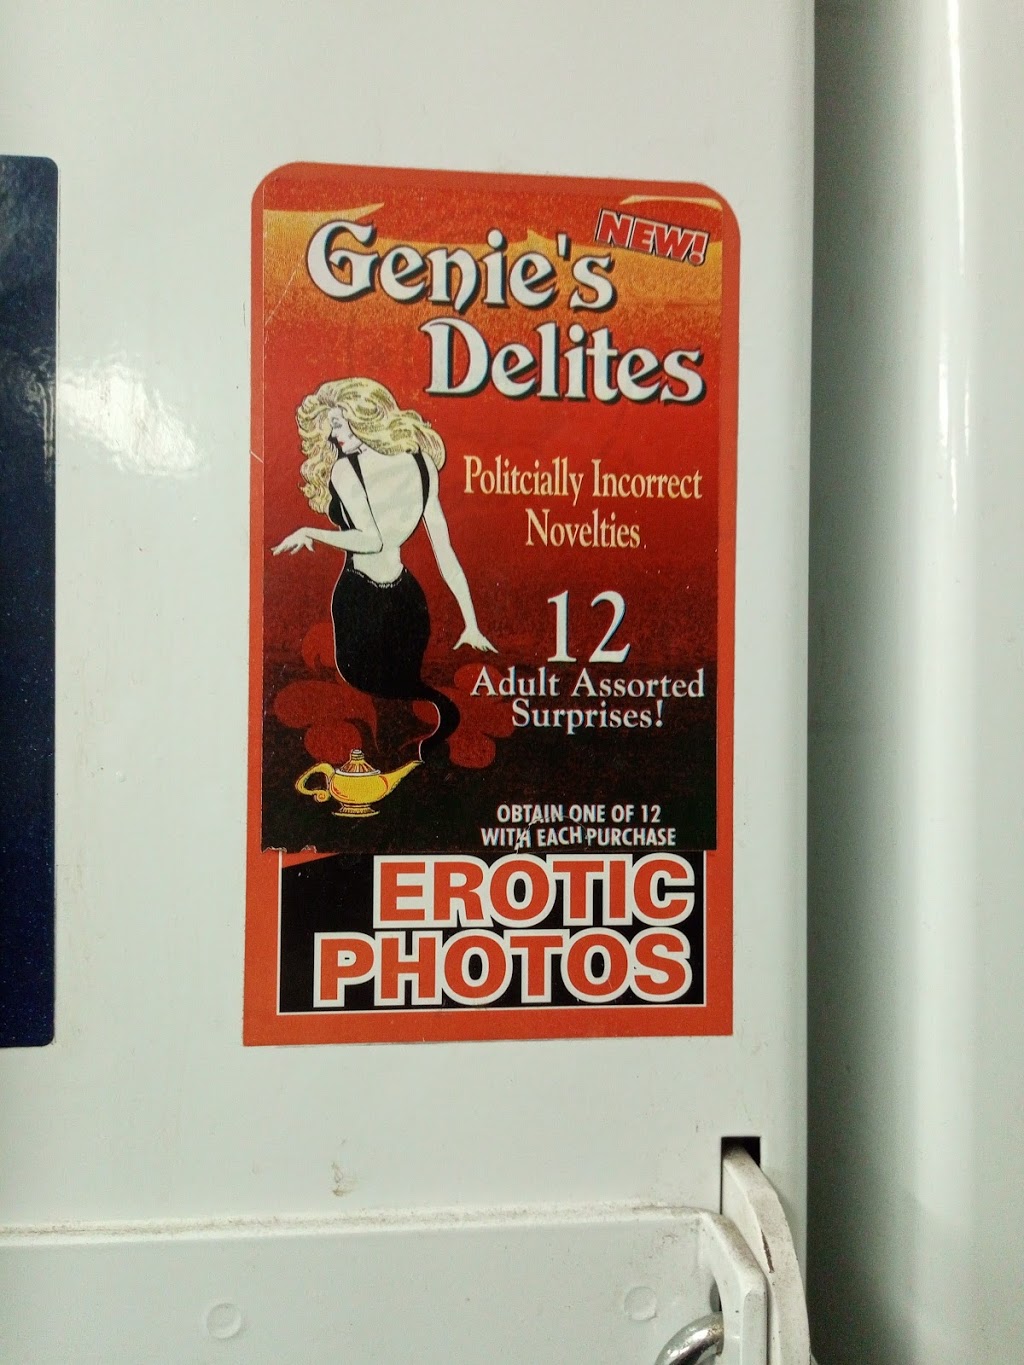 NEW!
Genie's
Delites
Politcially Incorrect
Novelties
12
Adult Assorted
Surprises!
OBTAIN ONE OF 12
WITH EACH PURCHASE
EROTIC
PHOTOS